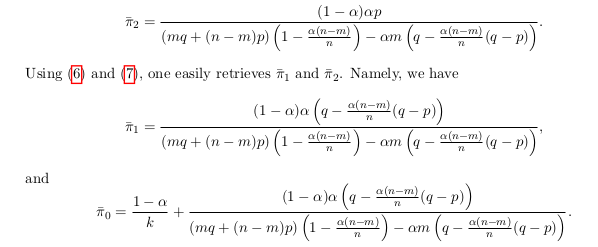 $$\bar{\pi}_2 = \frac{(1-\alpha)\alpha p}{(mq+(n-m)p)\left(1-\frac{\alpha(n-m)}{n}\right)-\alpha m\left(q-\frac{\alpha(n-m)}{n}(q-p)\right)}.$$
Using (6) and (7), one easily retrieves $\bar{\pi}_1$ and $\bar{\pi}_2$. Namely, we have
$$\bar{\pi}_1 = \frac{(1-\alpha)\alpha\left(q-\frac{\alpha(n-m)}{n}(q-p)\right)}{(mq+(n-m)p)\left(1-\frac{\alpha(n-m)}{n}\right)-\alpha m\left(q-\frac{\alpha(n-m)}{n}(q-p)\right)},$$
and
$$\bar{\pi}_0 = \frac{1-\alpha}{k}+\frac{(1-\alpha)\alpha\left(q-\frac{\alpha(n-m)}{n}(q-p)\right)}{(mq+(n-m)p)\left(1-\frac{\alpha(n-m)}{n}\right)-\alpha m\left(q-\frac{\alpha(n-m)}{n}(q-p)\right)}.$$